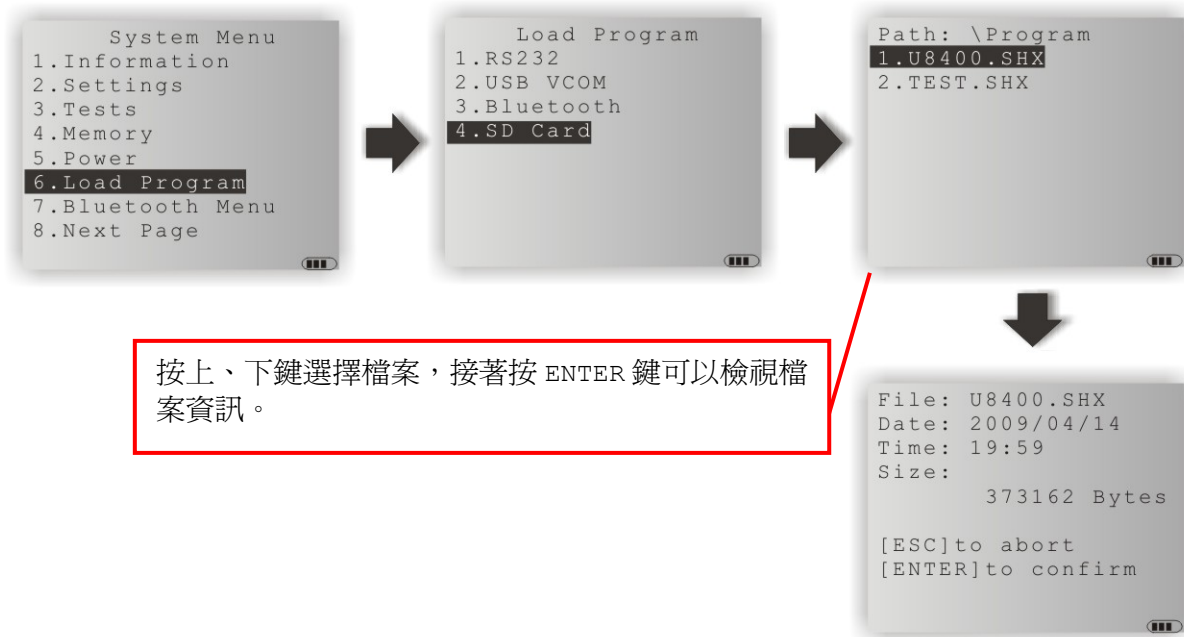 System Menu
1.Information
2.Settings
3.Tests
4.Memory
5.Power
6.Load Program
7.Bluetooth Menu
8.Next Page
Load Program
1.RS232
2.USB VCOM
3.Bluetooth
4.SD Card
Path: \Program
1.U8400.SHX
2.TEST.SHX
按上、下鍵選擇檔案，接著按 ENTER 鍵可以檢視檔
案資訊。
File: U8400.SHX
Date: 2009/04/14
Time: 19:59
Size:
373162 Bytes
[ESC]to abort
[ENTER]to confirm